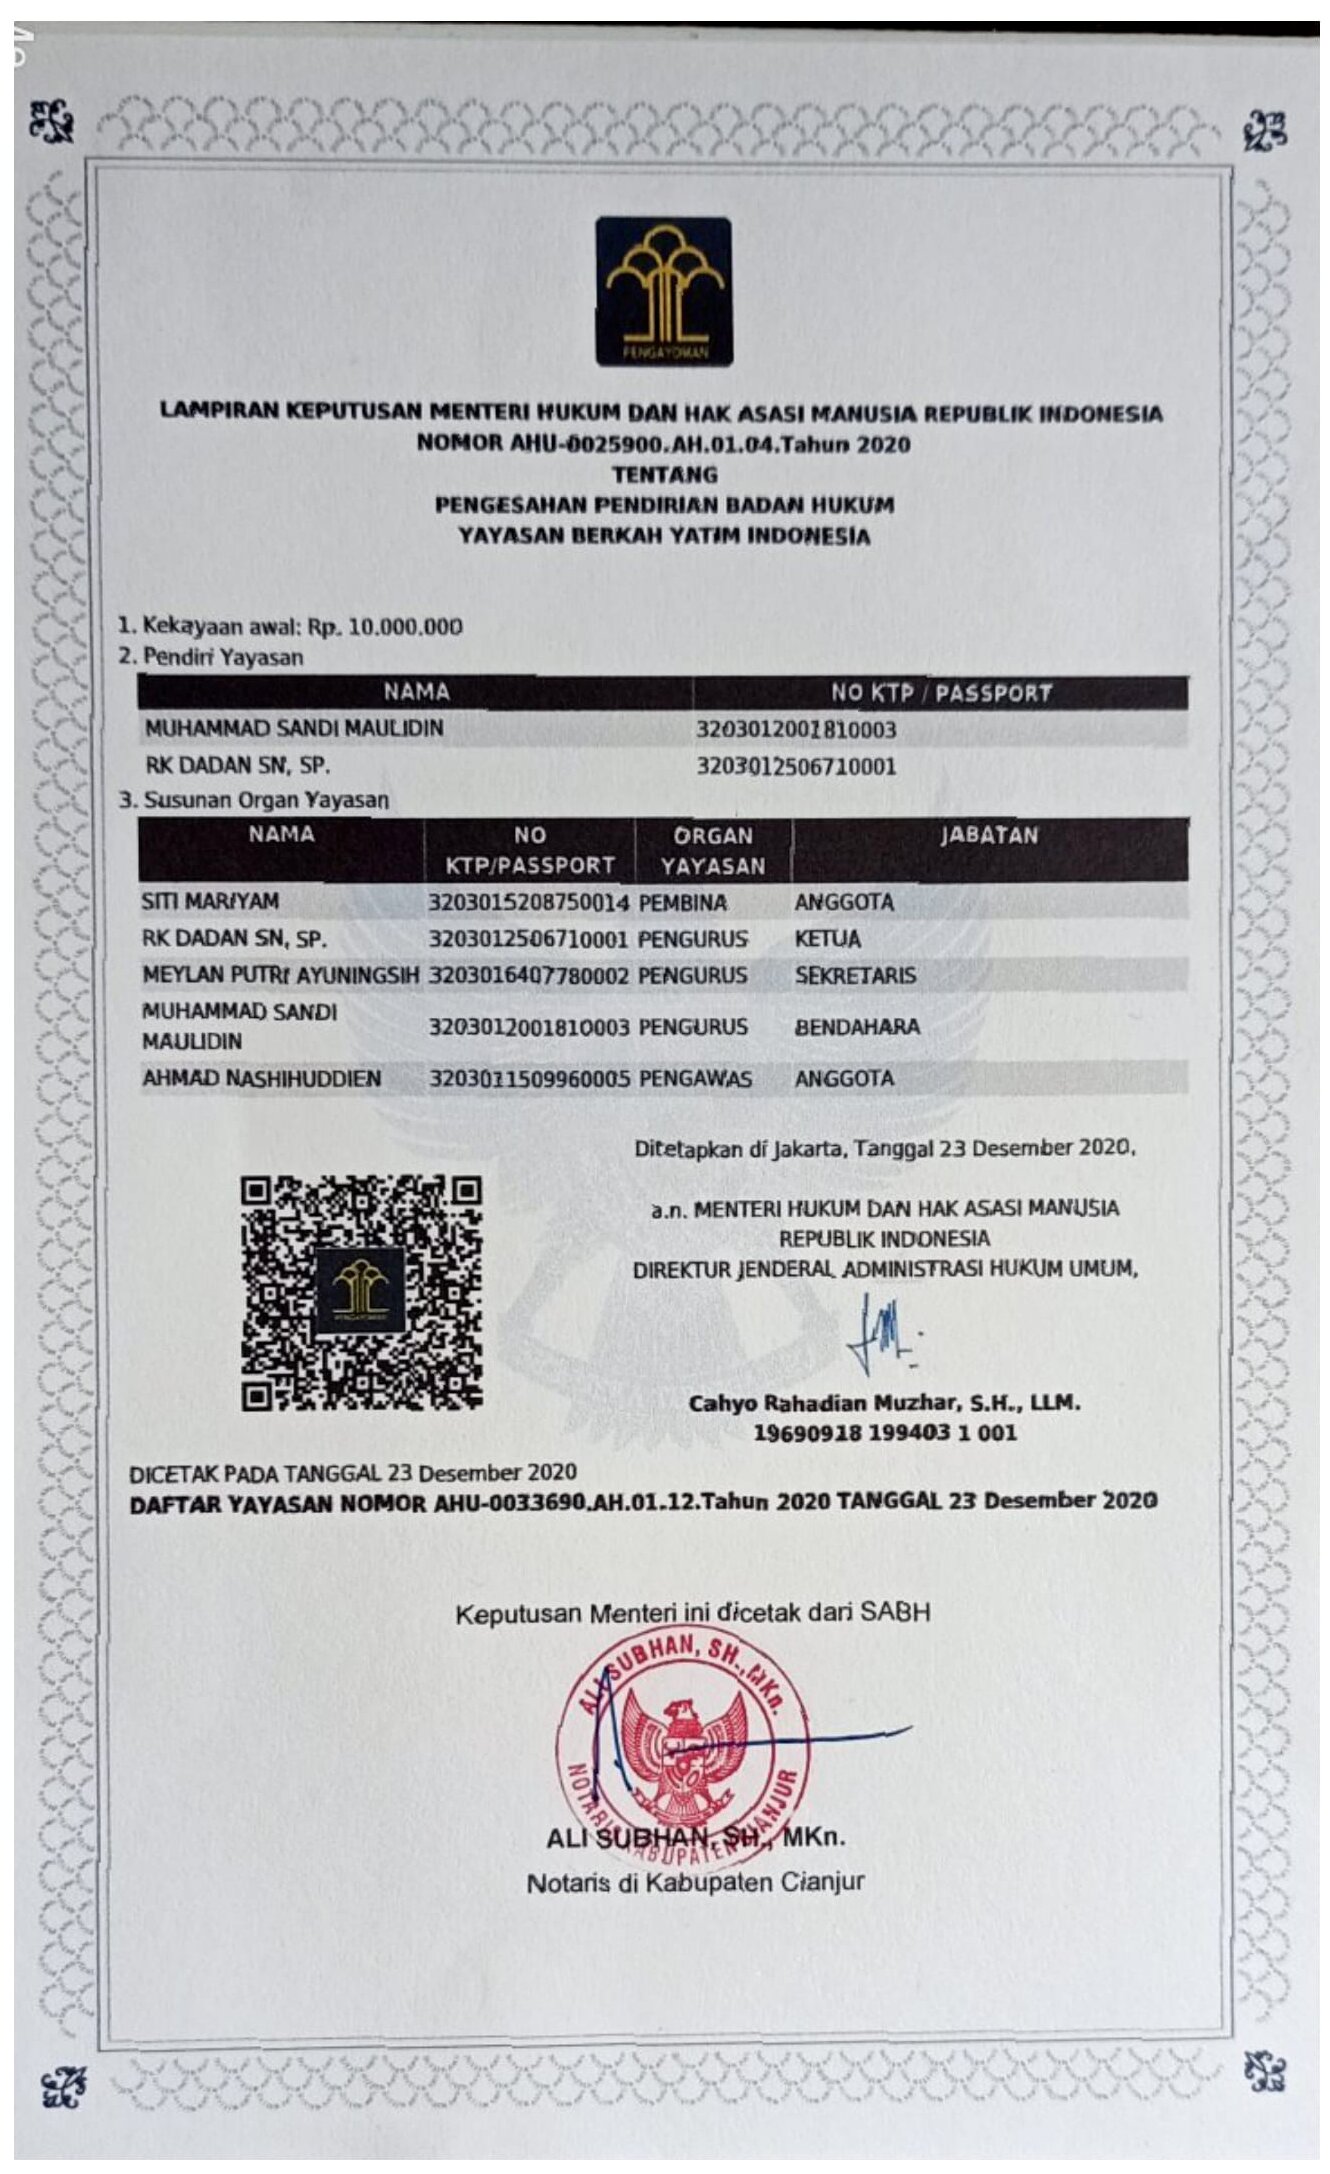 PENGAYOMAN
LAMPIRAN KEPUTUSAN MENTERI HUKUM DAN HAK ASASI MANUSIA REPUBLIK INDONESIA
NOMOR AHU-0025900.AH.01.04.Tahun 2020
TENTANG
PENGESAHAN PENDIRIAN BADAN HUKUM
YAYASAN BERKAH YATIM INDONESIA
1. Kekayaan awal: Rp. 10.000.000
2. Pendiri Yayasan
NAMA NO KTP / PASSPORT
MUHAMMAD SANDI MAULIDIN 3203012001810003
RK DADAN SN, SP. 3203012506710001
3. Susunan Organ Yayasan
NAMA NO KTP/PASSPORT ORGAN YAYASAN JABATAN
SITI MARIYAM 3203015208750014 PEMBINA ANGGOTA
RK DADAN SN, SP. 3203012506710001 PENGURUS KETUA
MEYLAN PUTRI AYUNINGSIH 3203016407780002 PENGURUS SEKRETARIS
MUHAMMAD SANDI MAULIDIN 3203012001810003 PENGURUS BENDAHARA
AHMAD NASHIHUDDIEN 3203011509960005 PENGAWAS ANGGOTA
Ditetapkan di Jakarta, Tanggal 23 Desember 2020,
a.n. MENTERI HUKUM DAN HAK ASASI MANUSIA
REPUBLIK INDONESIA
DIREKTUR JENDERAL ADMINISTRASI HUKUM UMUM,
PENGAYOMAN
Cahyo Rahadian Muzhar, S.H., LLM.
19690918 199403 1 001
DICETAK PADA TANGGAL 23 Desember 2020
DAFTAR YAYASAN NOMOR AHU-0033690.AH.01.12.Tahun 2020 TANGGAL 23 Desember 2020
Keputusan Menteri ini dicetak dari SABH
ALI SUBHAN, SH., MKn.
NOTARIS KABUPATEN CIANJUR
ALI SUBHAN, SH., MKn.
Notaris di Kabupaten Cianjur